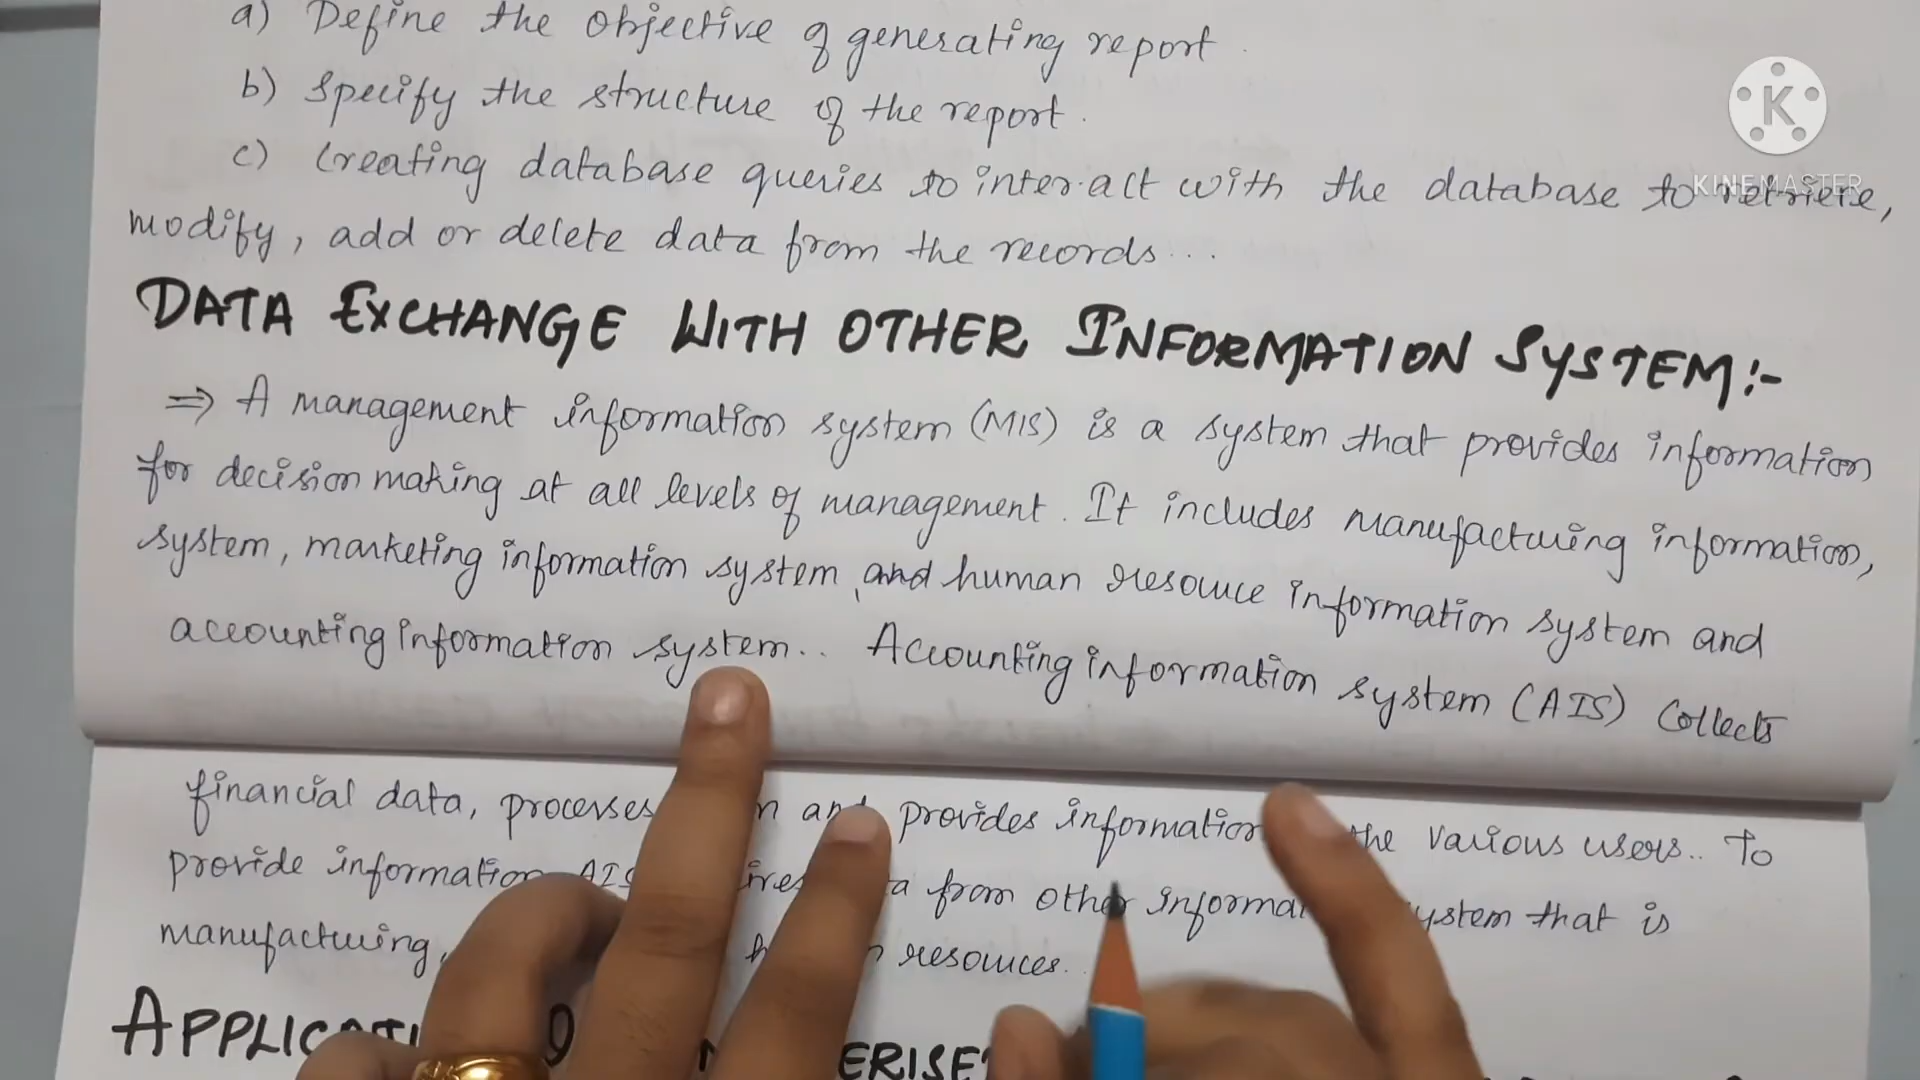 a) Define the objective of generating report.
b) Specify the structure of the report.
c) Creating database queries to interact with the database to retrieve,
modify, add or delete data from the records...
DATA EXCHANGE WITH OTHER INFORMATION SYSTEM:-
⇒ A management information system (MIS) is a system that provides information
for decision making at all levels of management. It includes manufacturing information,
system, marketing information system, and human resource information system and
accounting information system.. Accounting information system (AIS) collects
financial data, processes and provides information the various users.. To
provide information AIS from other system that is
manufacturing, resources.
K
KINEMASTER